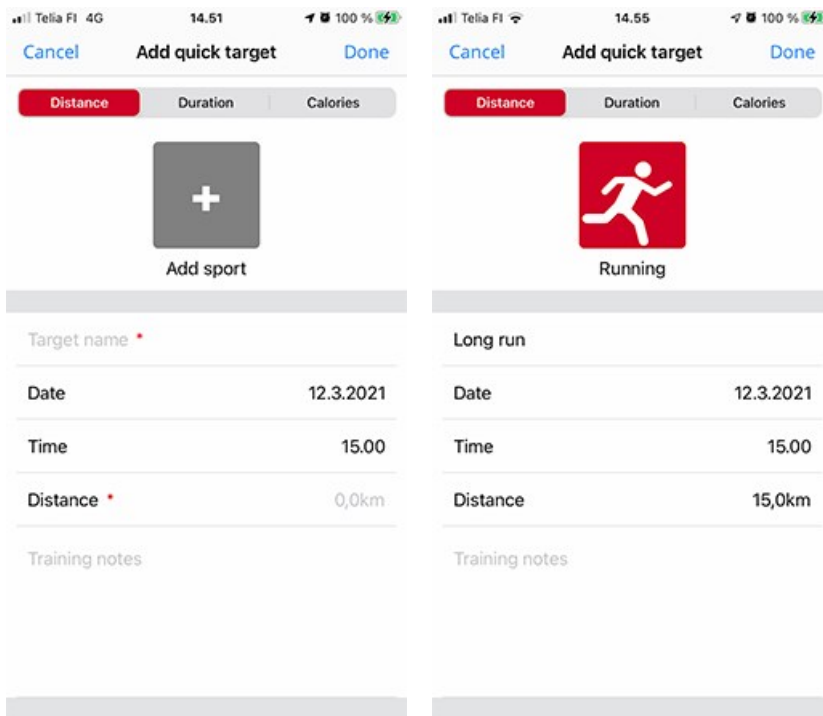 Telia FI 4G 14.51 100 %
Cancel Add quick target Done
Distance Duration Calories
+
Add sport
Target name *
Date 12.3.2021
Time 15.00
Distance * 0,0km
Training notes
Telia FI 14.55 100 %
Cancel Add quick target Done
Distance Duration Calories
Running
Long run
Date 12.3.2021
Time 15.00
Distance 15,0km
Training notes